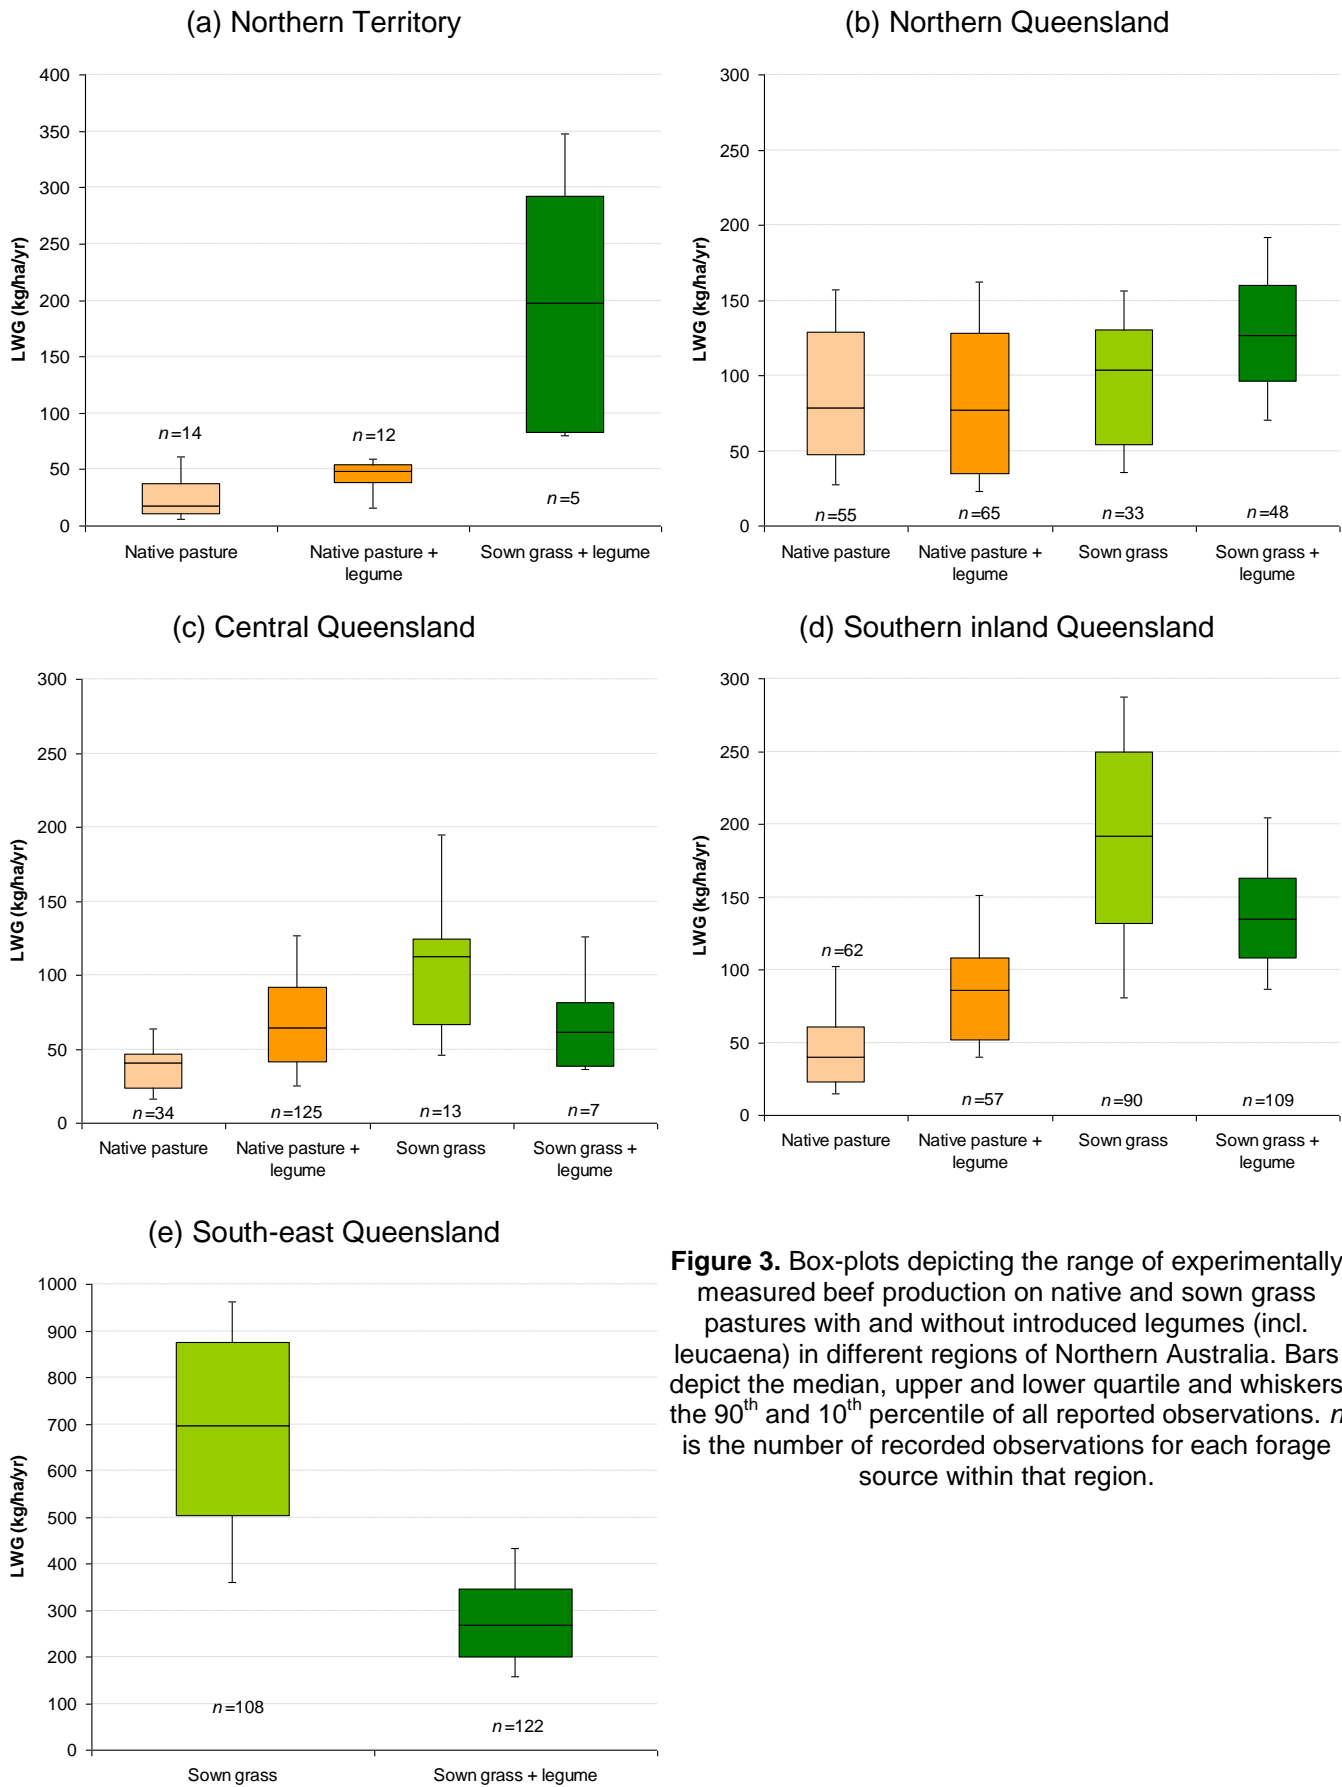 (a) Northern Territory
400
350
300
250
200
150
100
50
0
LWG (kg/ha/yr)
n=14
n=12
n=5
Native pasture
Native pasture +
legume
Sown grass + legume
(b) Northern Queensland
300
250
200
150
100
50
0
LWG (kg/ha/yr)
n=55
n=65
n=33
n=48
Native pasture
Native pasture +
legume
Sown grass
Sown grass +
legume
(c) Central Queensland
300
250
200
150
100
50
0
LWG (kg/ha/yr)
n=34
n=125
n=13
n=7
Native pasture
Native pasture +
legume
Sown grass
Sown grass +
legume
(d) Southern inland Queensland
300
250
200
150
100
50
0
LWG (kg/ha/yr)
n=62
n=57
n=90
n=109
Native pasture
Native pasture +
legume
Sown grass
Sown grass +
legume
(e) South-east Queensland
1000
900
800
700
600
500
400
300
200
100
0
LWG (kg/ha/yr)
n=108
n=122
Sown grass
Sown grass + legume
Figure 3. Box-plots depicting the range of experimentally
measured beef production on native and sown grass
pastures with and without introduced legumes (incl.
leucaena) in different regions of Northern Australia. Bars
depict the median, upper and lower quartile and whiskers
the 90th and 10th percentile of all reported observations. n
is the number of recorded observations for each forage
source within that region.